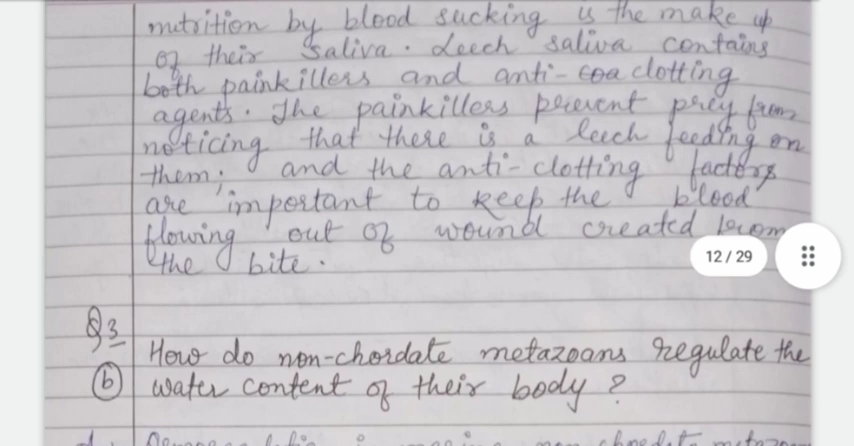 nutrition by blood sucking is the make up
of their saliva. Leech saliva contains
both painkillers and anti-coa clotting
agents. The painkillers prevent prey from
noticing that there is a leech feeding on
them; and the anti-clotting factors
are important to keep the blood
flowing out of wound created from
the bite.
12 / 29
Q3
How do non-chordate metazoans regulate the
(b) water content of their body?